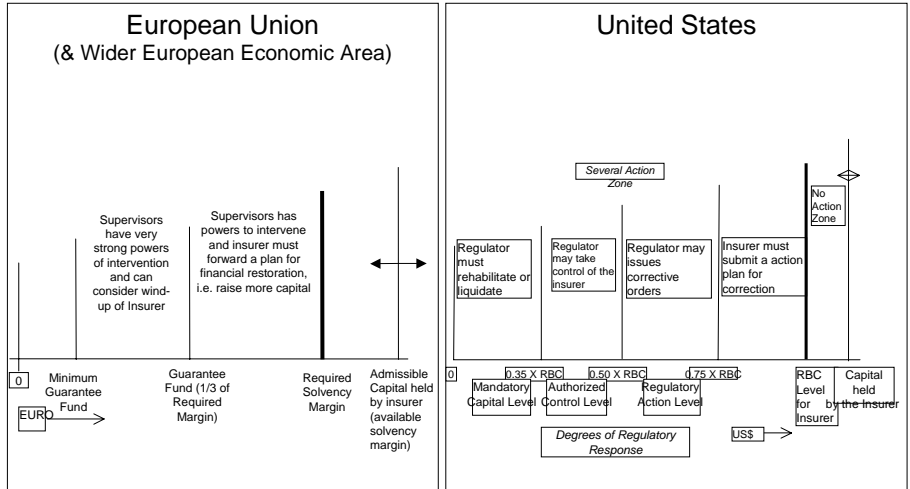 European Union
(& Wider European Economic Area)
Supervisors
have very
strong powers
of intervention
and can
consider wind-
up of Insurer
Supervisors has
powers to intervene
and insurer must
forward a plan for
financial restoration,
i.e. raise more capital
0
Minimum
Guarantee
Fund
Guarantee
Fund (1/3 of
Required
Margin)
Required
Solvency
Margin
Admissible
Capital held
by insurer
(available
solvency
margin)
EURO
United States
Several Action
Zone
No
Action
Zone
Regulator
must
rehabilitate or
liquidate
Regulator
may take
control of the
insurer
Regulator may
issues
corrective
orders
Insurer must
submit a action
plan for
correction
0
0.35 X RBC
0.50 X RBC
0.75 X RBC
Mandatory
Capital Level
Authorized
Control Level
Regulatory
Action Level
RBC
Level
for
Insurer
Capital
held
by the Insurer
Degrees of Regulatory
Response
US$